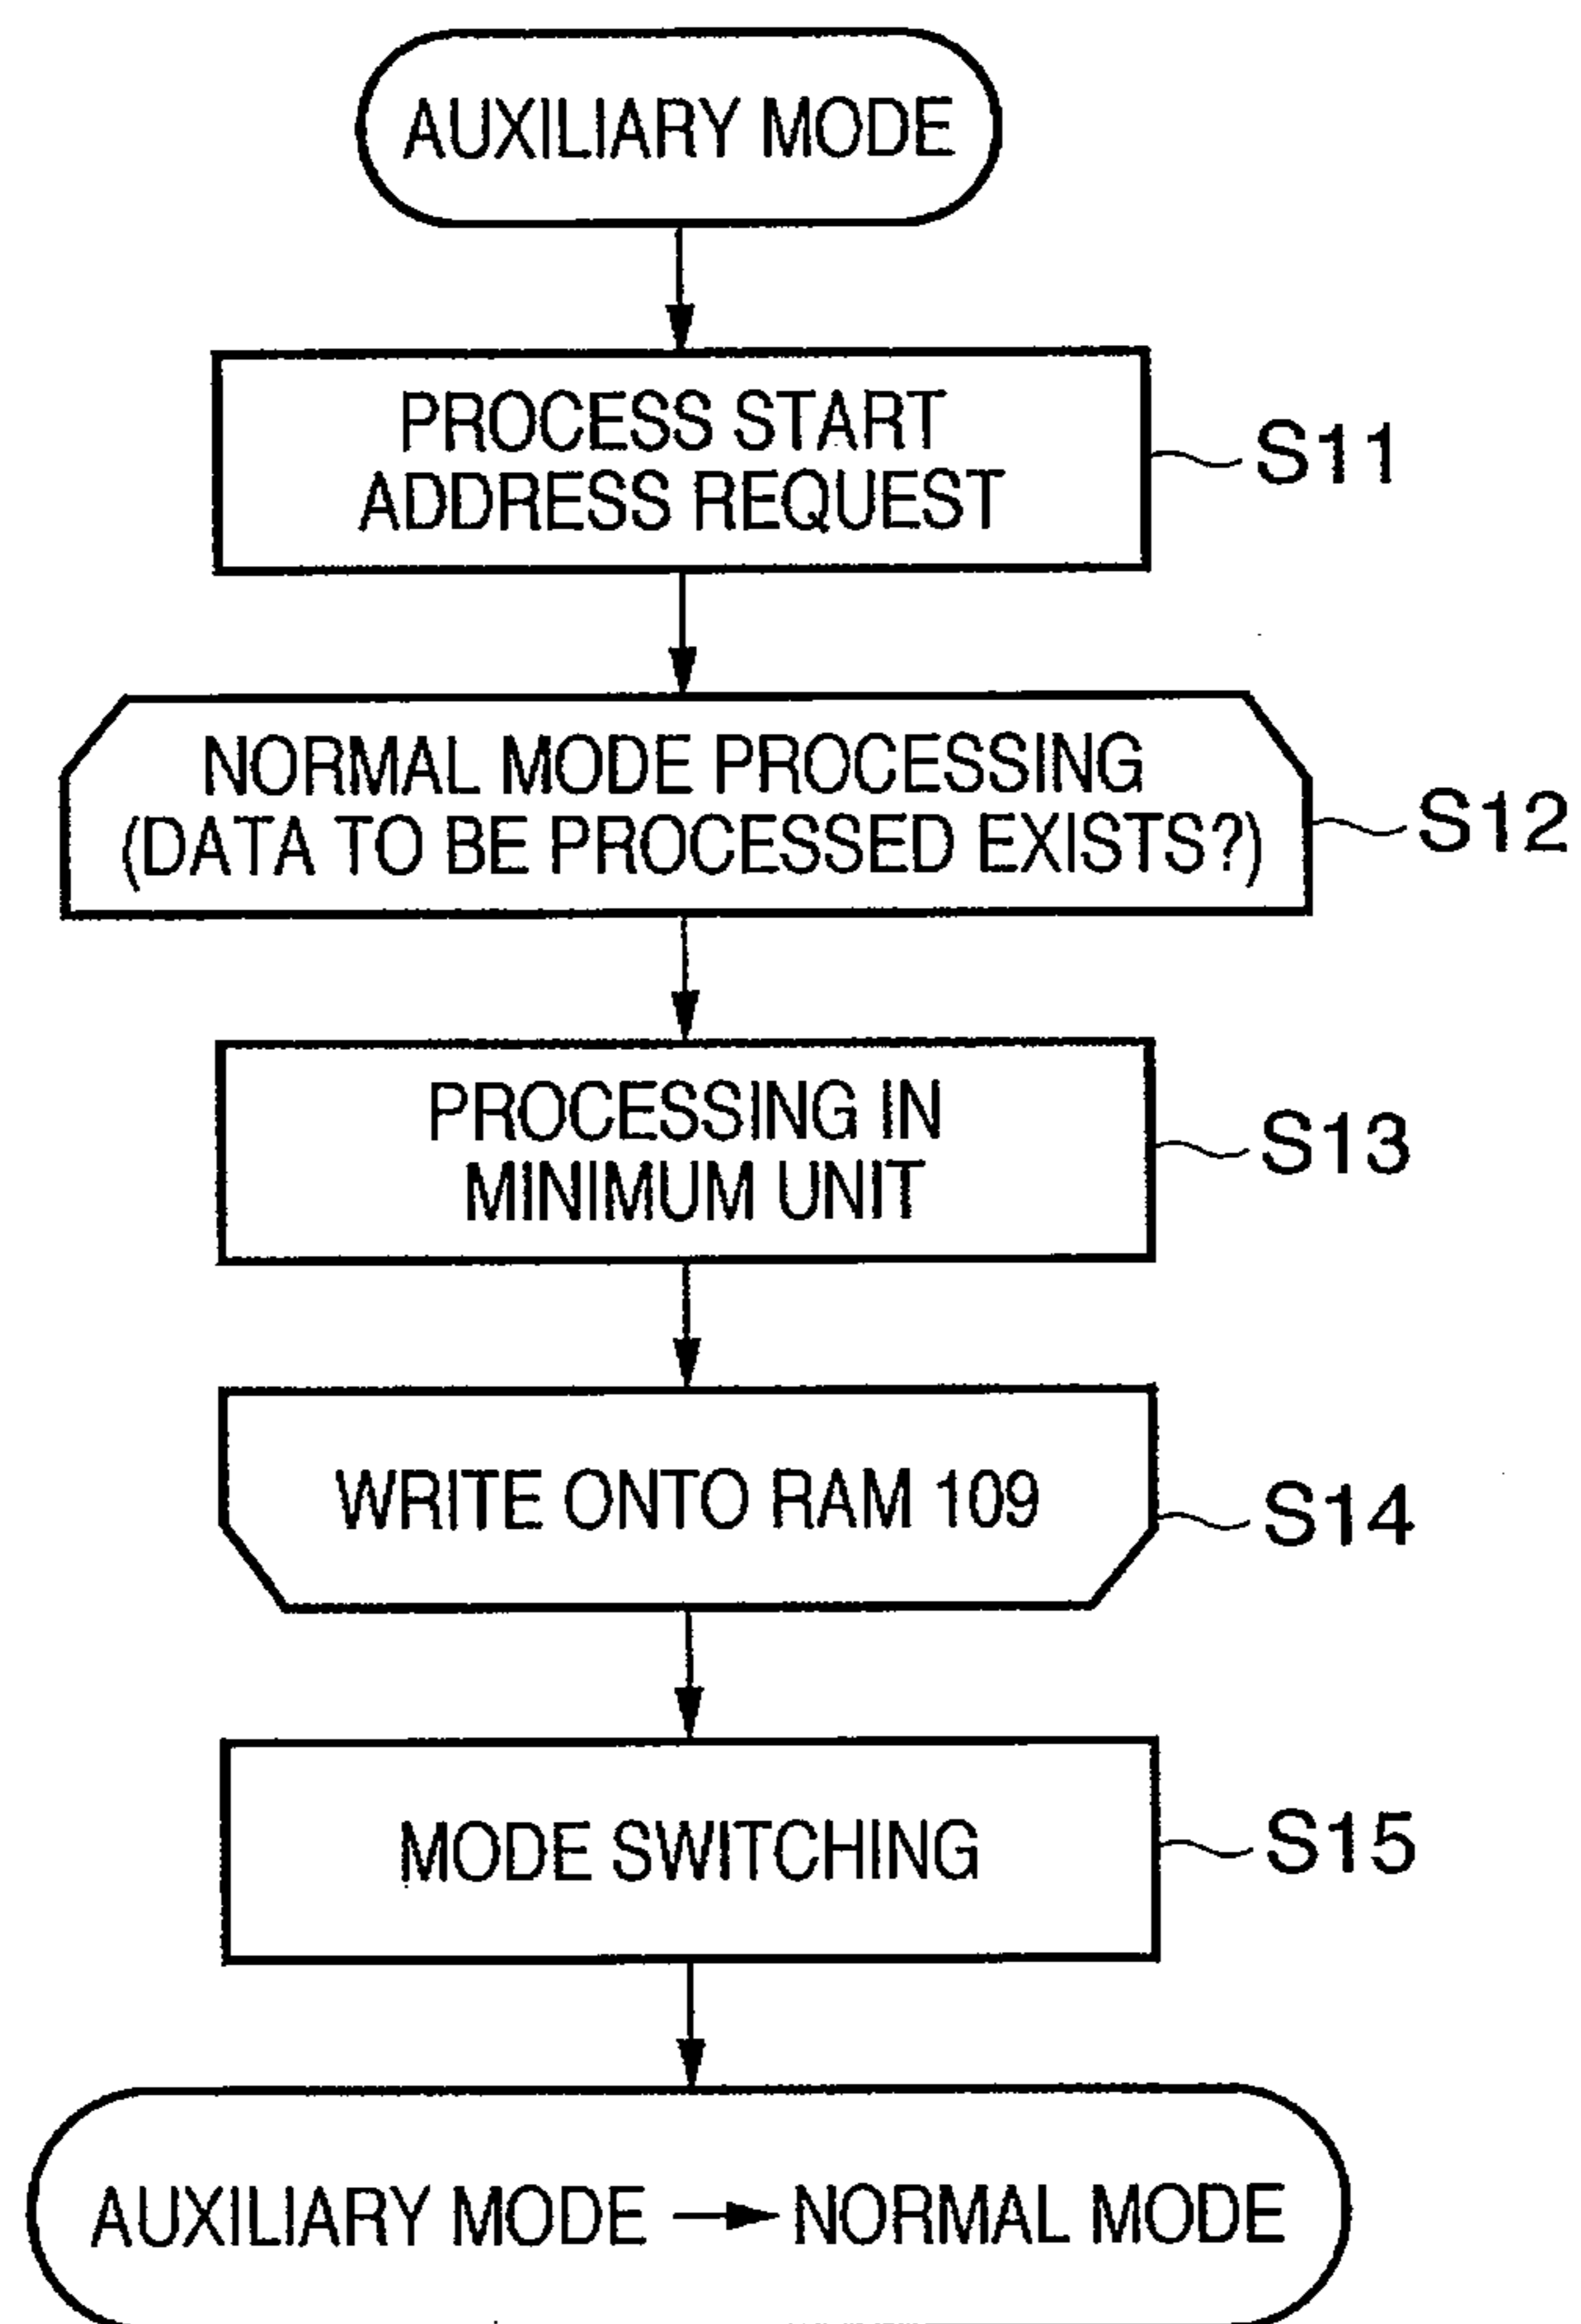 AUXILIARY MODE
PROCESS START
ADDRESS REQUEST
S11
NORMAL MODE PROCESSING
(DATA TO BE PROCESSED EXISTS?)
S12
PROCESSING IN
MINIMUM UNIT
S13
WRITE ONTO RAM 109
S14
MODE SWITCHING
S15
AUXILIARY MODE → NORMAL MODE